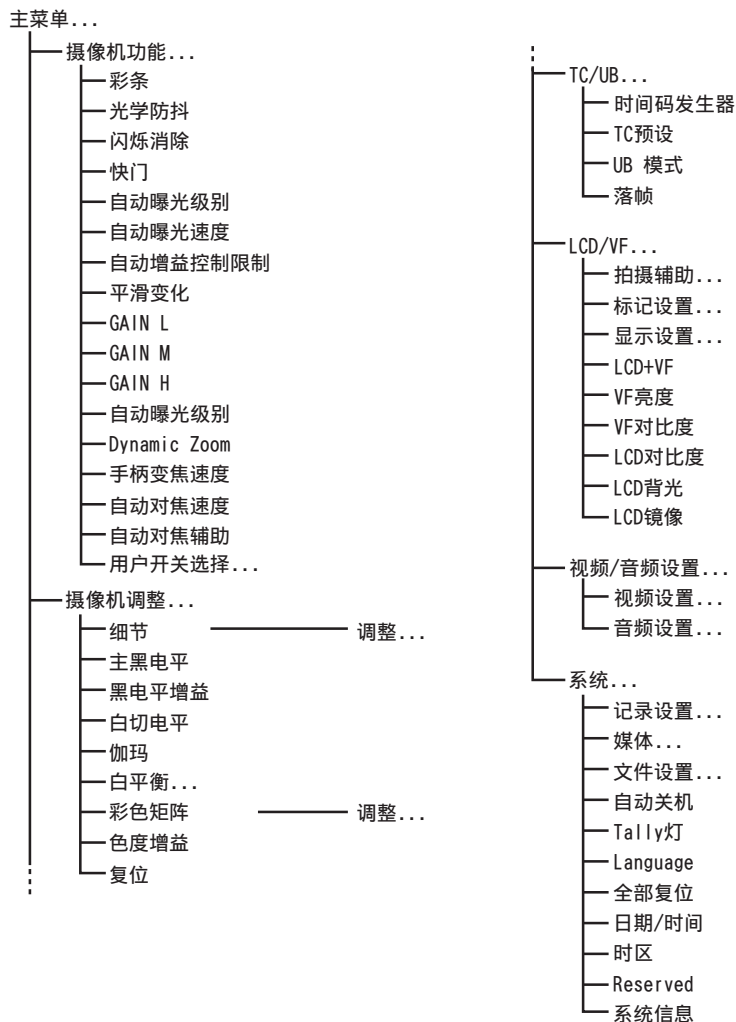 主菜单...
摄像机功能...
彩条
光学防抖
闪烁消除
快门
自动曝光级别
自动曝光速度
自动增益控制限制
平滑变化
GAIN L
GAIN M
GAIN H
自动曝光级别
Dynamic Zoom
手柄变焦速度
自动对焦速度
自动对焦辅助
用户开关选择...
摄像机调整...
细节 调整...
主黑电平
黑电平增益
白切电平
伽玛
白平衡...
彩色矩阵 调整...
色度增益
复位
TC/UB...
时间码发生器
TC预设
UB 模式
落帧
LCD/VF...
拍摄辅助...
标记设置...
显示设置...
LCD+VF
VF亮度
VF对比度
LCD对比度
LCD背光
LCD镜像
视频/音频设置...
视频设置...
音频设置...
系统...
记录设置...
媒体...
文件设置...
自动关机
Tally灯
Language
全部复位
日期/时间
时区
Reserved
系统信息